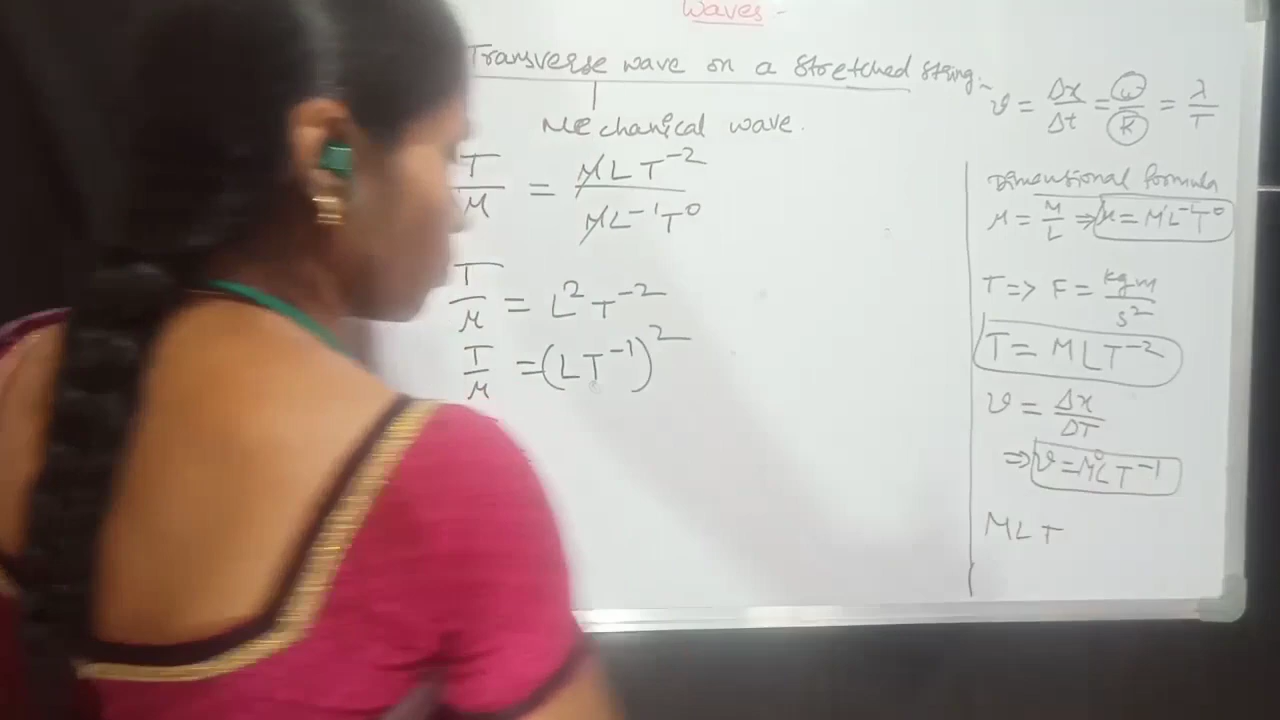 Waves -
Transverse wave on a stretched string -
Mechanical wave.
T/μ = MLT⁻²/ML⁻¹T⁰
T/μ = L²T⁻²
T/μ = (LT⁻¹)²
v = Δx/Δt = ω/k = λ/T
Dimensional formula
μ = M/L ⇒ μ = ML⁻¹T⁰
T ⇒ F = kgm/s²
T = MLT⁻²
v = Δx/ΔT
⇒ v = M⁰LT⁻¹
MLT